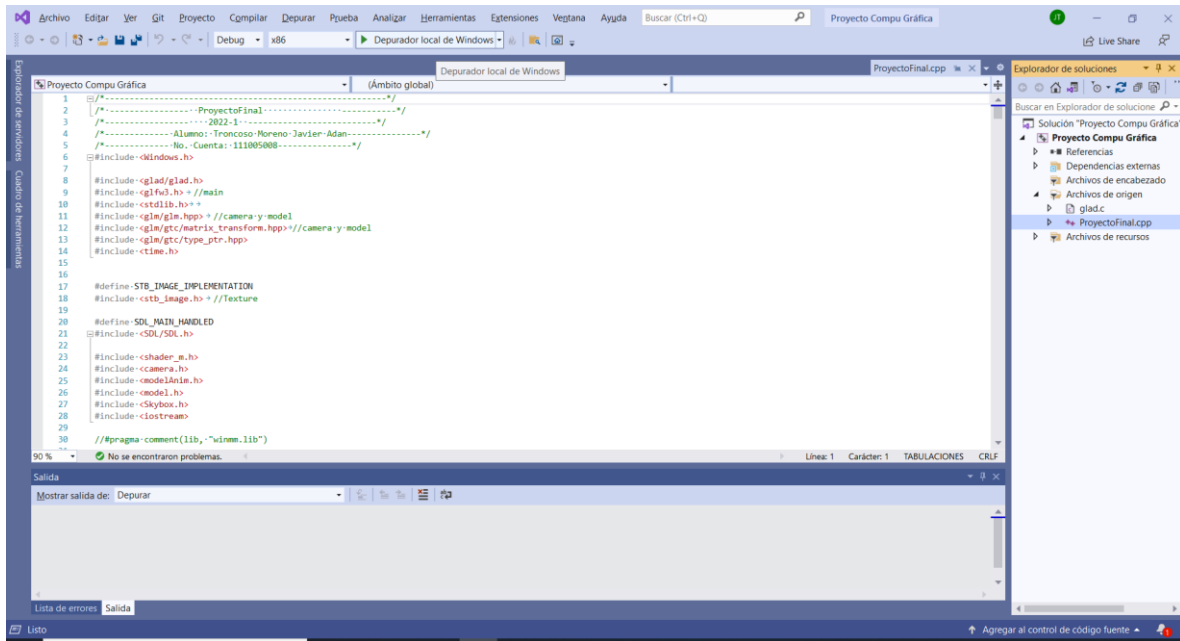 Archivo Editar Ver Git Proyecto Compilar Depurar Prueba Analizar Herramientas Extensiones Ventana Ayuda Buscar (Ctrl+Q) Proyecto Compu Gráfica JT
Debug x86 Depurador local de Windows Live Share
Depurador local de Windows
Explorador de servidores
Cuadro de herramientas
ProyectoFinal.cpp
Proyecto Compu Gráfica (Ámbito global)
1 /*----------------------------------------------------------*/
2 /*------------------ProyectoFinal---------------------------*/
3 /*---------------------2022-1---------------------------*/
4 /*-------------Alumno: Troncoso Moreno Javier Adan---------------*/
5 /*-------------No. Cuenta: 111005008---------------*/
6 #include <Windows.h>
7
8 #include <glad/glad.h>
9 #include <glfw3.h> //main
10 #include <stdlib.h>
11 #include <glm/glm.hpp> //camera y model
12 #include <glm/gtc/matrix_transform.hpp> //camera y model
13 #include <glm/gtc/type_ptr.hpp>
14 #include <time.h>
15
16
17 #define STB_IMAGE_IMPLEMENTATION
18 #include <stb_image.h> //Texture
19
20 #define SDL_MAIN_HANDLED
21 #include <SDL/SDL.h>
22
23 #include <shader_m.h>
24 #include <camera.h>
25 #include <modelAnim.h>
26 #include <model.h>
27 #include <Skybox.h>
28 #include <iostream>
29
30 //#pragma comment(lib, "winmm.lib")
90 % No se encontraron problemas. Línea: 1 Carácter: 1 TABULACIONES CRLF
Salida
Mostrar salida de: Depurar
Lista de errores Salida
Explorador de soluciones
Buscar en Explorador de solucione
Solución "Proyecto Compu Gráfica"
Proyecto Compu Gráfica
Referencias
Dependencias externas
Archivos de encabezado
Archivos de origen
glad.c
ProyectoFinal.cpp
Archivos de recursos
Listo Agregar al control de código fuente 1